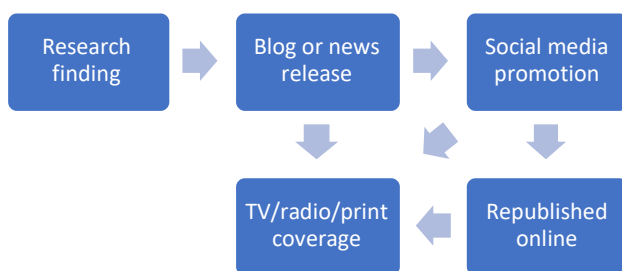 Research
finding
Blog or news
release
Social media
promotion
TV/radio/print
coverage
Republished
online